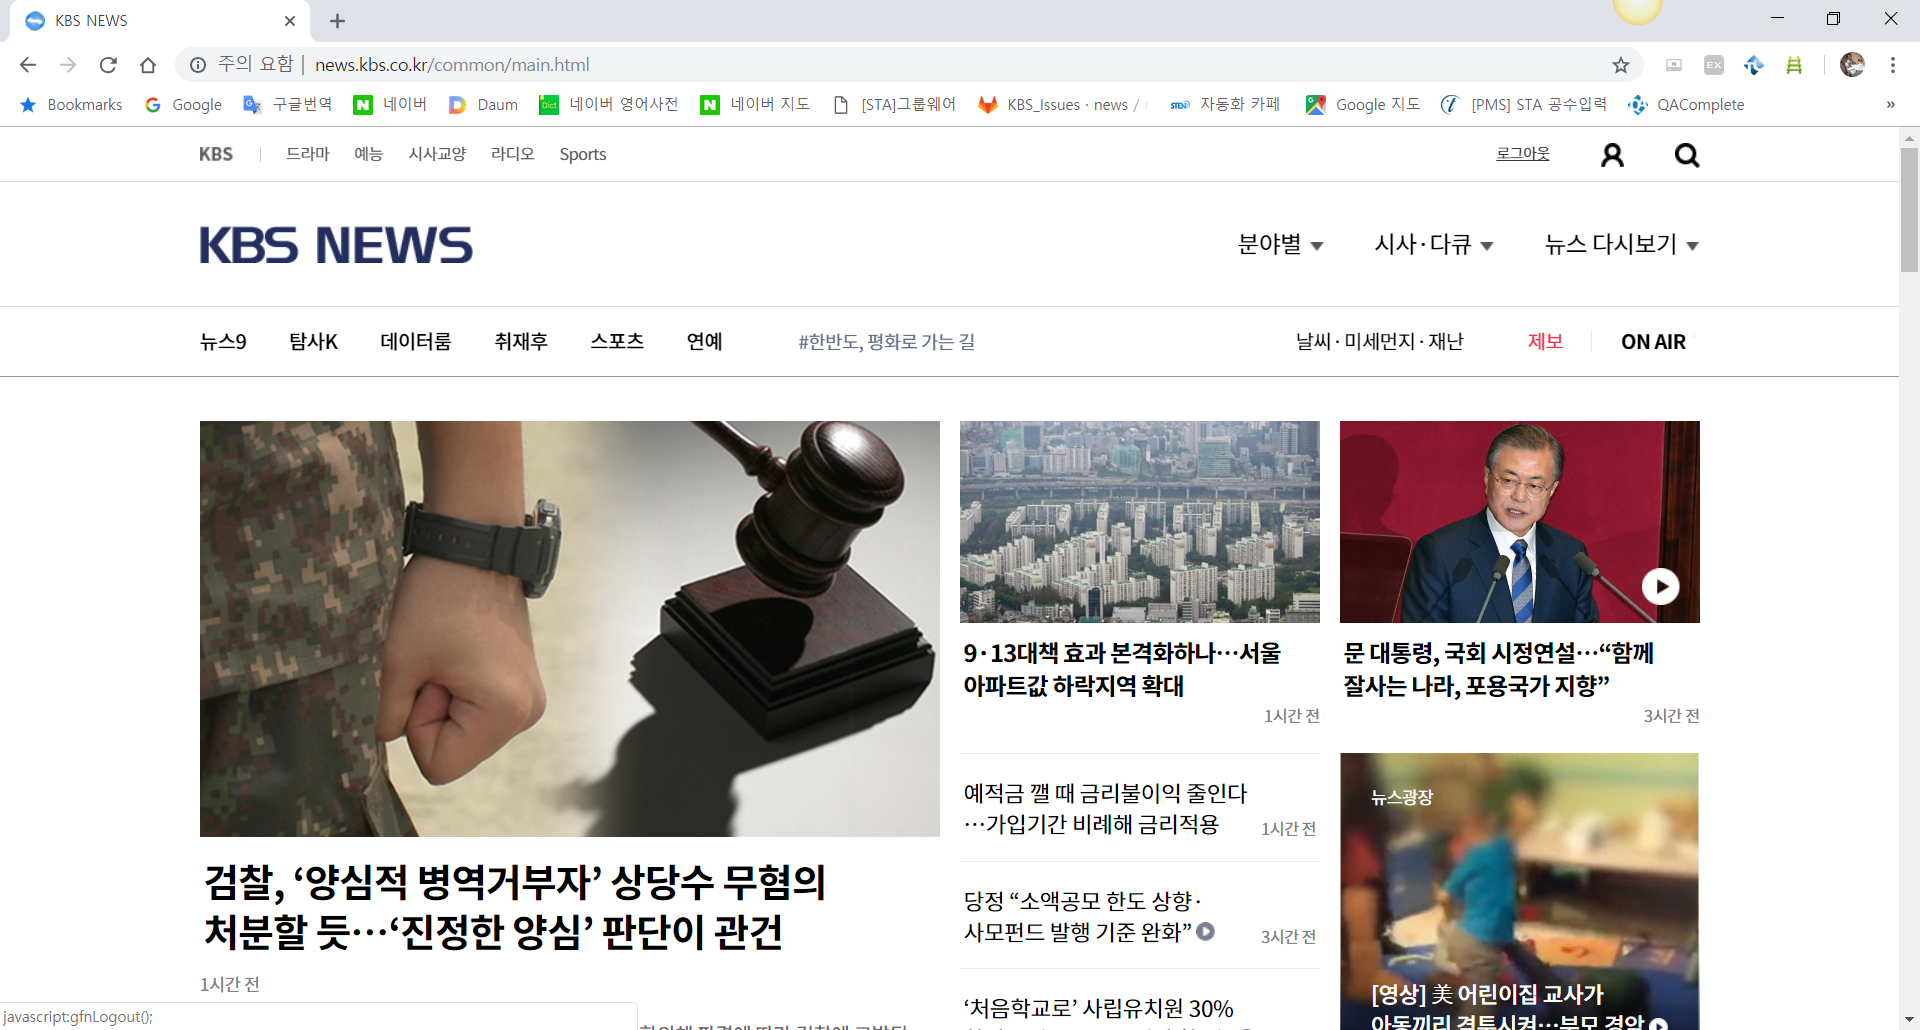 KBS NEWS
주의 요함 | news.kbs.co.kr/common/main.html
Bookmarks Google 구글번역 네이버 Daum 네이버 영어사전 네이버 지도 [STA]그룹웨어 KBS_Issues · news / 자동화 카페 Google 지도 [PMS] STA 공수입력 QAComplete »
KBS 드라마 예능 시사교양 라디오 Sports 로그아웃
KBS NEWS 분야별 시사·다큐 뉴스 다시보기
뉴스9 탐사K 데이터룸 취재후 스포츠 연예 #한반도, 평화로 가는 길 날씨·미세먼지·재난 제보 ON AIR
검찰, ‘양심적 병역거부자’ 상당수 무혐의
처분할 듯…‘진정한 양심’ 판단이 관건
1시간 전
9·13대책 효과 본격화하나…서울
아파트값 하락지역 확대
1시간 전
예적금 깰 때 금리불이익 줄인다
…가입기간 비례해 금리적용
1시간 전
당정 “소액공모 한도 상향·
사모펀드 발행 기준 완화”
3시간 전
‘처음학교로’ 사립유치원 30%
문 대통령, 국회 시정연설…“함께
잘사는 나라, 포용국가 지향”
3시간 전
뉴스광장
[영상] 美 어린이집 교사가
아동끼리 격투시켜…부모 경악
javascript:gfnLogout();